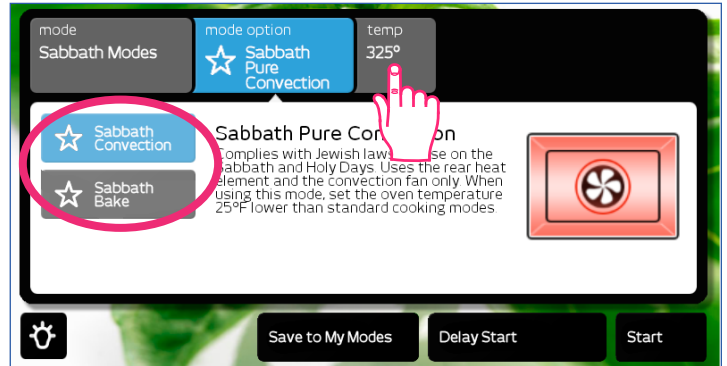 mode
Sabbath Modes
mode option
Sabbath
Pure
Convection
temp
325°
Sabbath
Convection
Sabbath
Bake
Sabbath Pure Con on
Complies with Jewish laws se on the
Sabbath and Holy Days. Uses the rear heat
element and the convection fan only. When
using this mode, set the oven temperature
25°F lower than standard cooking modes.
Save to My Modes
Delay Start
Start